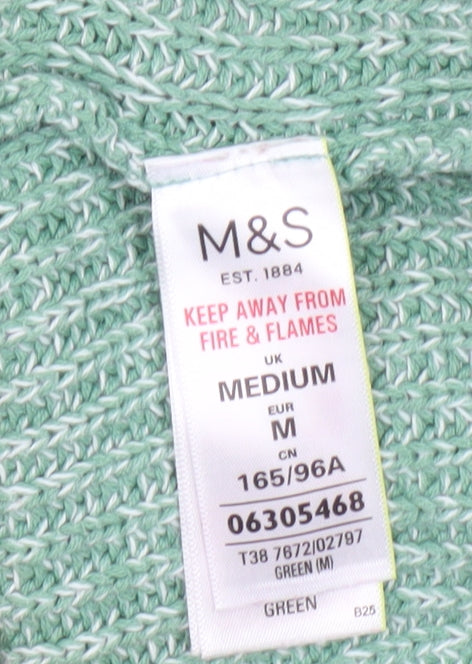 M&S
EST. 1884
KEEP AWAY FROM
FIRE & FLAMES
UK
MEDIUM
EUR
M
CN
165/96A
06305468
T38 7672/02797
GREEN (M)
GREEN
B25